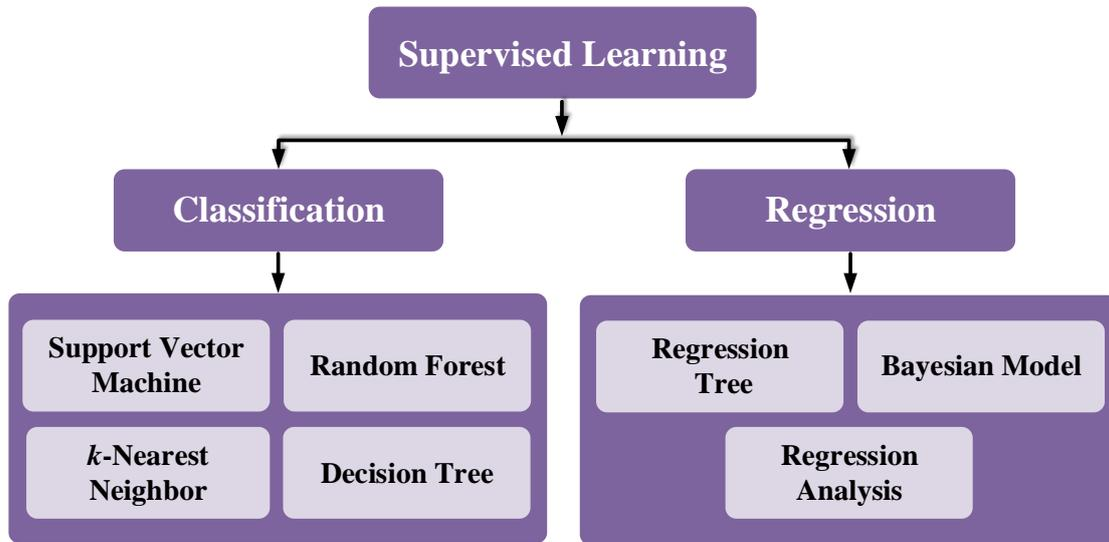 Supervised Learning
Classification
Regression
Support Vector
Machine
Random Forest
k-Nearest
Neighbor
Decision Tree
Regression
Tree
Bayesian Model
Regression
Analysis